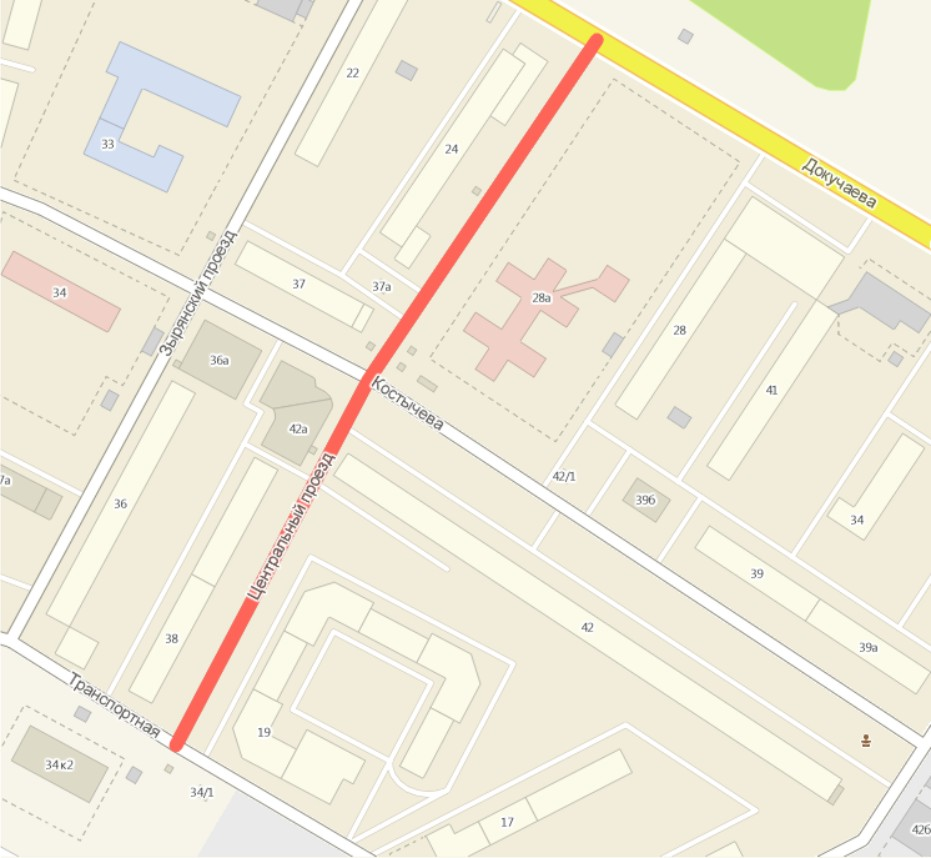 22
33
24
Докучаева
34
37
37а
28а
Зырянский проезд
28
36а
41
Костычева
42а
42/1
7а
39б
36
34
Центральный проезд
39
42
38
39а
Транспортная
19
34к2
34/1
17
42б